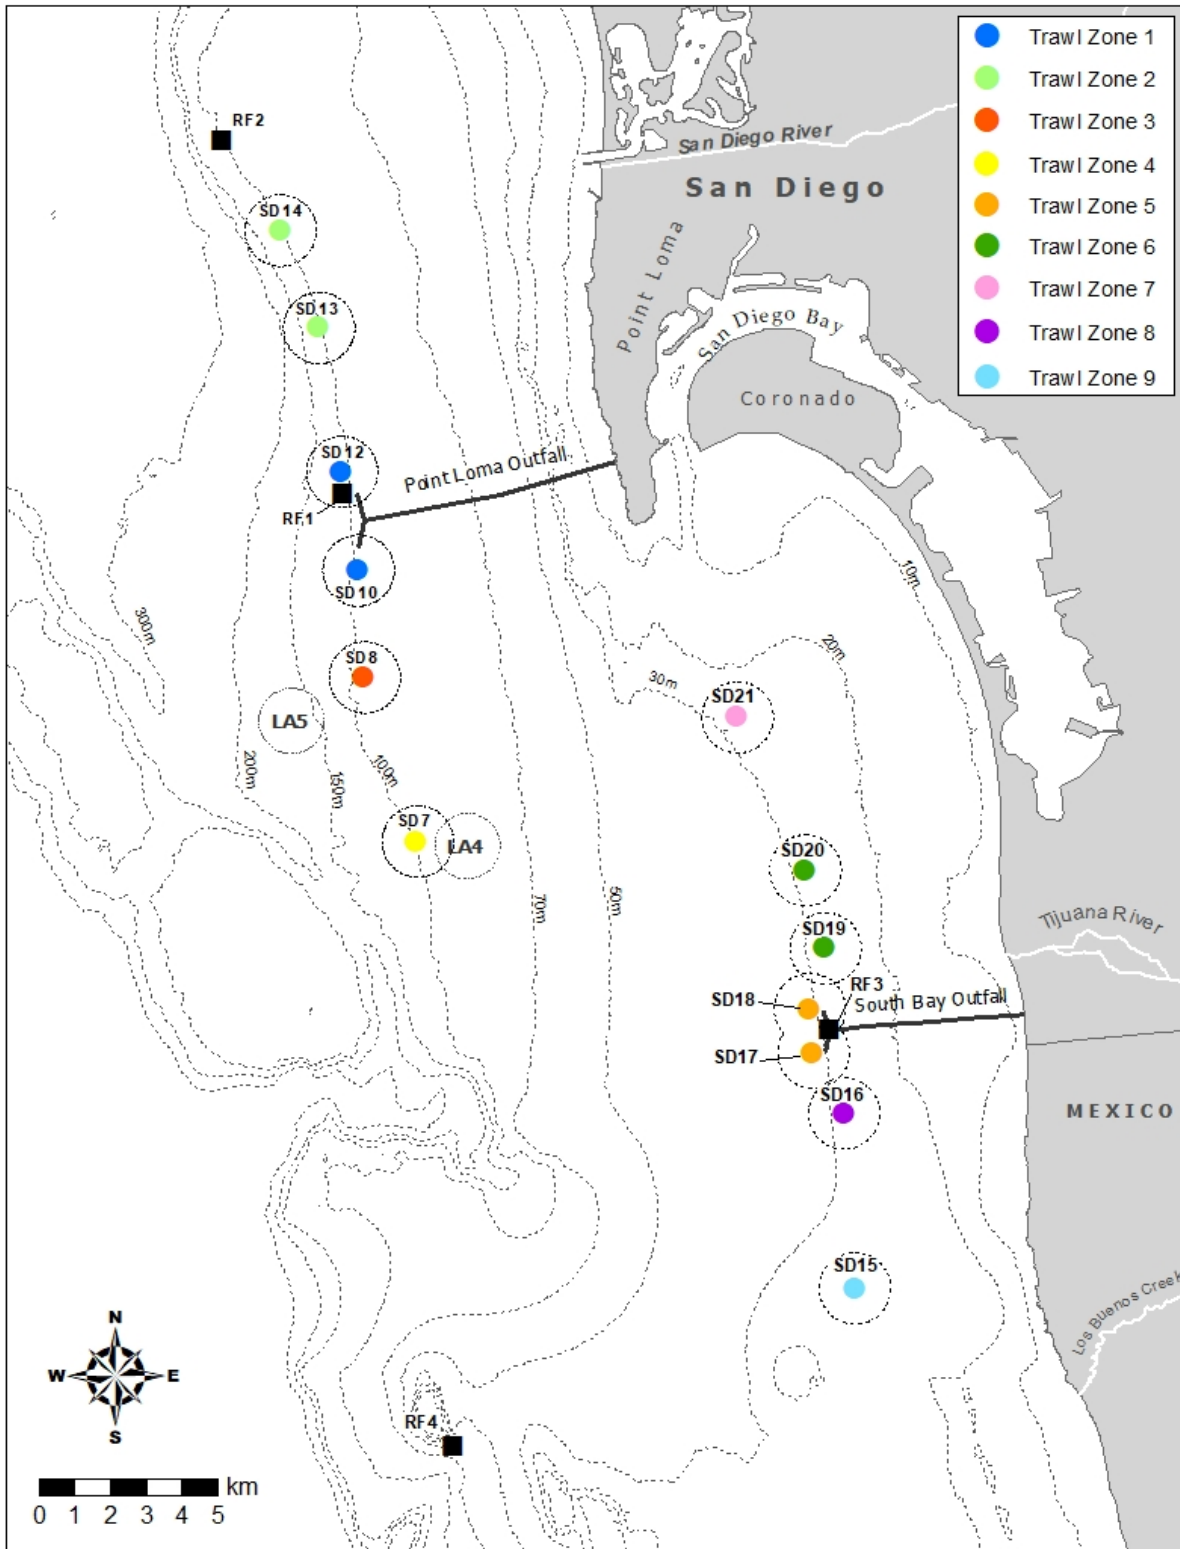 Trawl Zone 1
Trawl Zone 2
Trawl Zone 3
Trawl Zone 4
Trawl Zone 5
Trawl Zone 6
Trawl Zone 7
Trawl Zone 8
Trawl Zone 9
RF2
San Diego River
San Diego
SD14
Point Loma
SD13
San Diego Bay
Coronado
SD12
Point Loma Outfall
RF1
SD10
10m
300m
20m
SD8
30m
SD21
LA5
200m
150m
100m
SD7
LA4
SD20
70m
50m
Tijuana River
SD19
RF3
SD18
South Bay Outfall
SD17
SD16
MEXICO
SD15
Los Buenos Creek
N
W
E
S
RF4
km
0 1 2 3 4 5